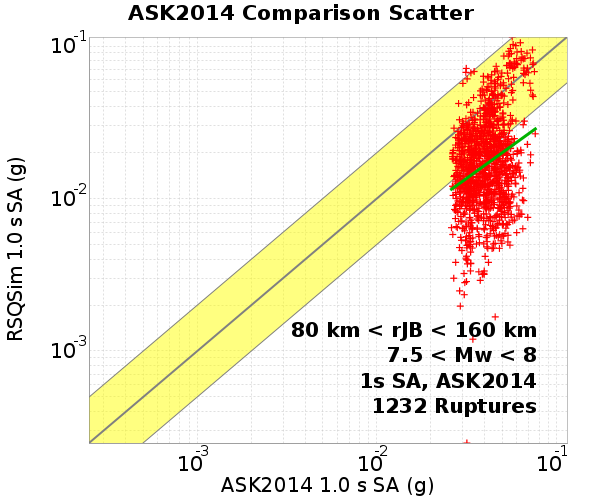 ASK2014 Comparison Scatter
10⁻¹
10⁻²
10⁻³
RSQSim 1.0 s SA (g)
80 km < rJB < 160 km
7.5 < Mw < 8
1s SA, ASK2014
1232 Ruptures
10⁻³ 10⁻² 10⁻¹
ASK2014 1.0 s SA (g)